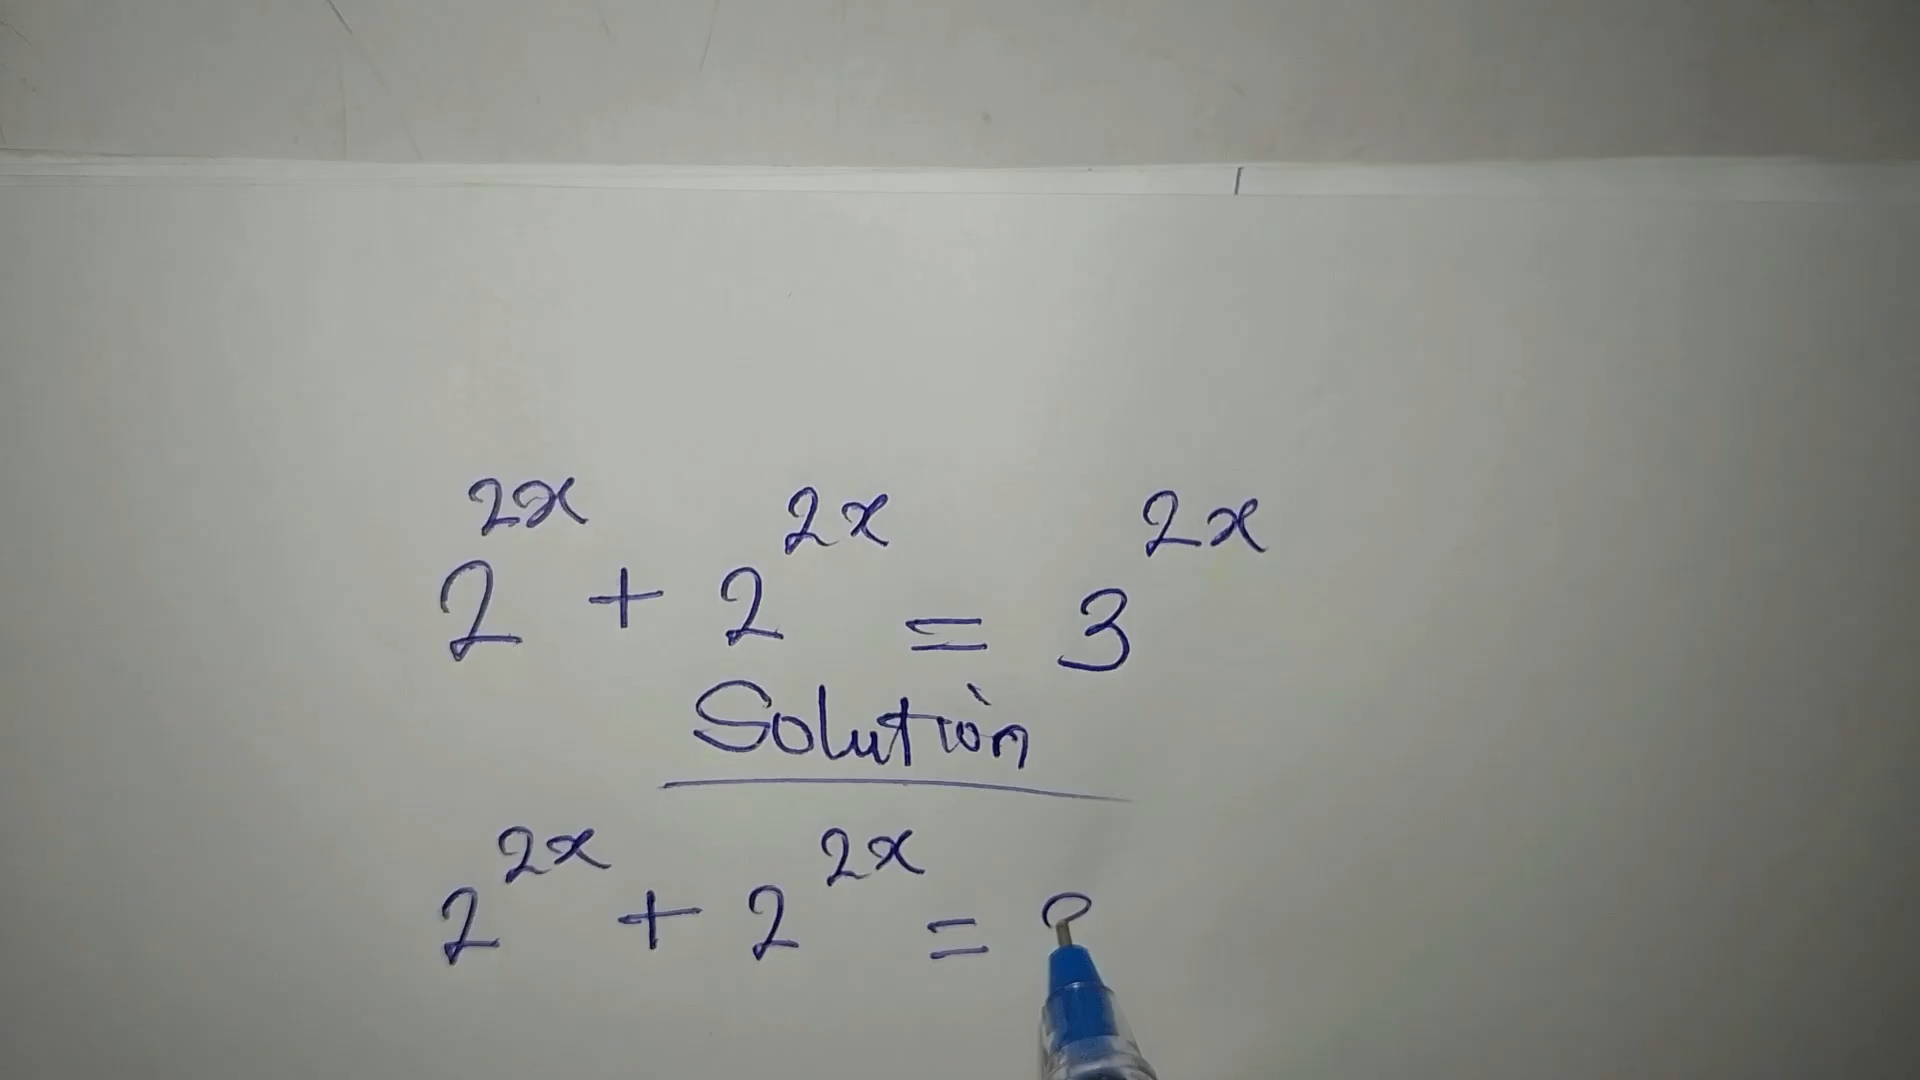 2^{2x} + 2^{2x} = 3^{2x}
Solution
2^{2x} + 2^{2x} =